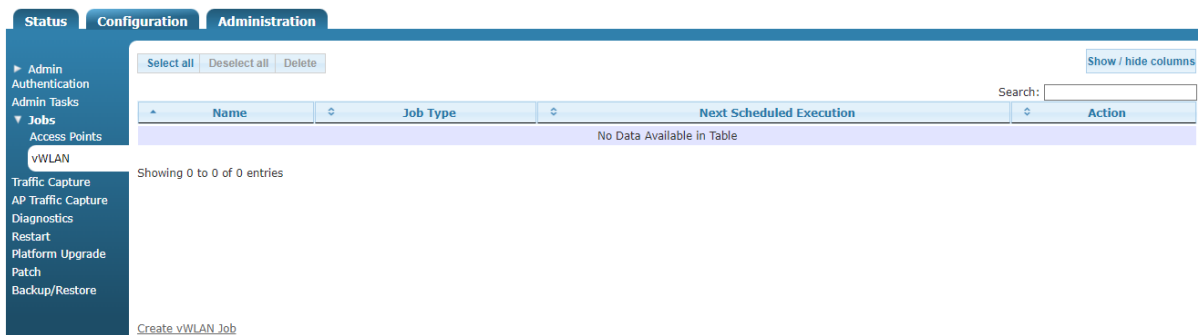 Status Configuration Administration
Select all Deselect all Delete
Show / hide columns
Admin
Authentication
Admin Tasks
Jobs
Access Points
vWLAN
Traffic Capture
AP Traffic Capture
Diagnostics
Restart
Platform Upgrade
Patch
Backup/Restore
Search:
Name Job Type Next Scheduled Execution Action
No Data Available in Table
Showing 0 to 0 of 0 entries
Create vWLAN Job